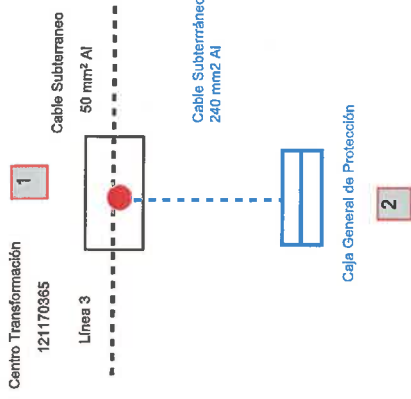 Centro Transformación
121170365
1
Línea 3
Cable Subterraneo
50 mm² Al
Cable Subterrráneo
240 mm2 Al
Caja General de Protección
2